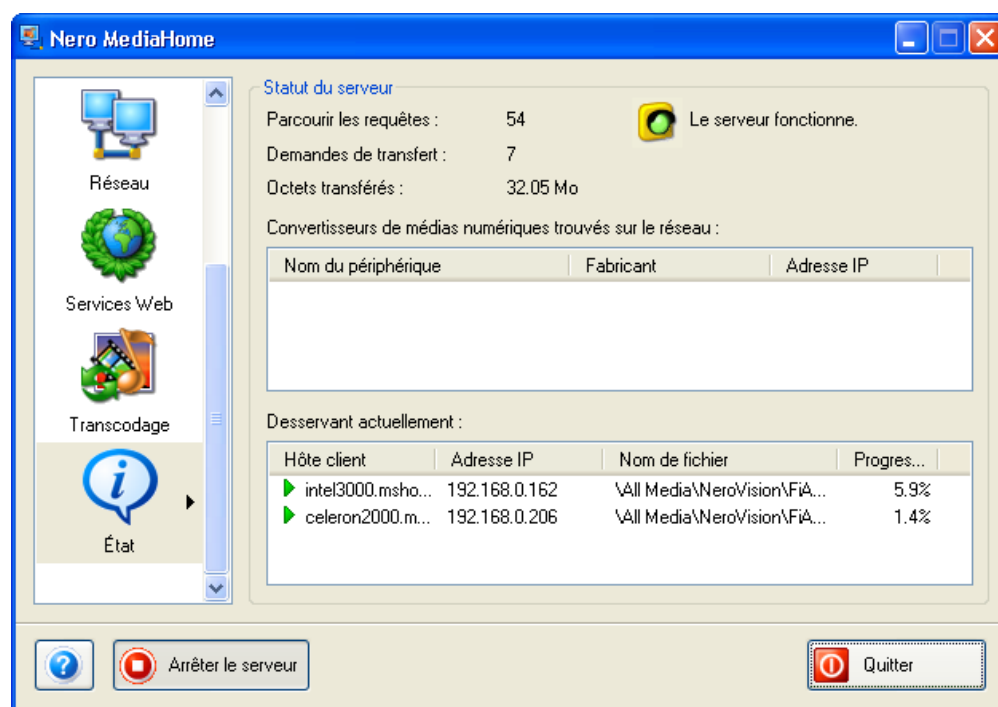 Nero MediaHome
Réseau
Services Web
Transcodage
État
Statut du serveur
Parcourir les requêtes : 54
Le serveur fonctionne.
Demandes de transfert : 7
Octets transférés : 32.05 Mo
Convertisseurs de médias numériques trouvés sur le réseau :
Nom du périphérique Fabricant Adresse IP
Desservant actuellement :
Hôte client Adresse IP Nom de fichier Progres...
intel3000.msho... 192.168.0.162 \All Media\NeroVision\FiA... 5.9%
celeron2000.m... 192.168.0.206 \All Media\NeroVision\FiA... 1.4%
Arrêter le serveur
Quitter